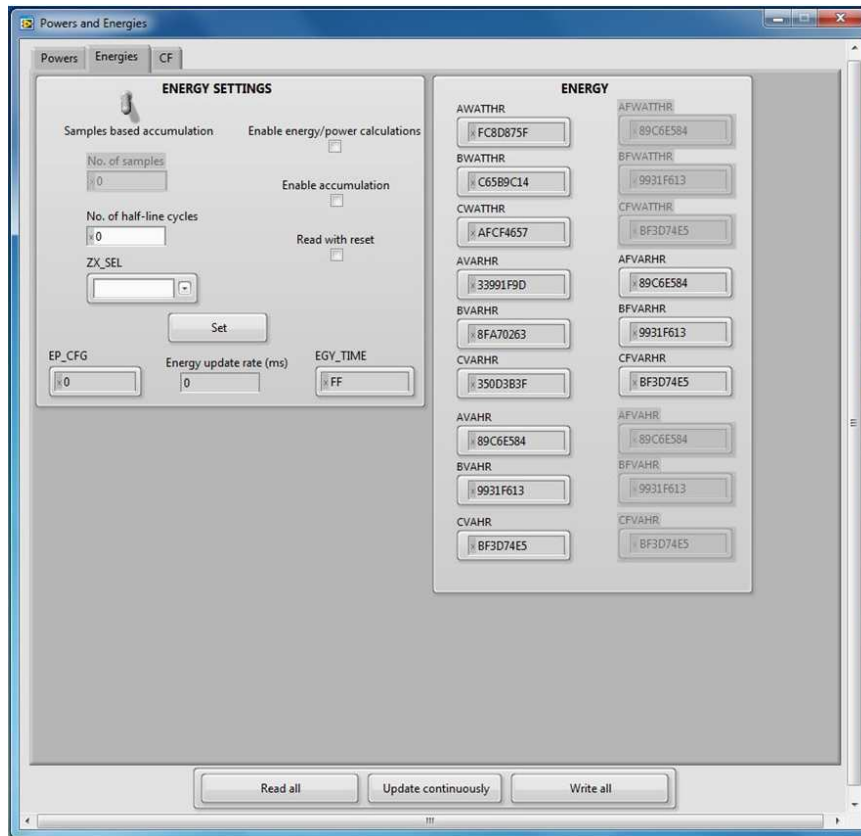 Powers and Energies
Powers Energies CF
ENERGY SETTINGS
Samples based accumulation
Enable energy/power calculations
No. of samples
x 0
Enable accumulation
No. of half-line cycles
x 0
Read with reset
ZX_SEL
Set
EP_CFG
x 0
Energy update rate (ms)
0
EGY_TIME
x FF
ENERGY
AWATTHR AFWATTHR
x FC8D875F x 89C6E584
BWATTHR BFWATTHR
x C65B9C14 x 9931F613
CWATTHR CFWATTHR
x AFCF4657 x BF3D74E5
AVARHR AFVARHR
x 33991F9D x 89C6E584
BVARHR BFVARHR
x 8FA70263 x 9931F613
CVARHR CFVARHR
x 350D3B3F x BF3D74E5
AVAHR AFVAHR
x 89C6E584 x 89C6E584
BVAHR BFVAHR
x 9931F613 x 9931F613
CVAHR CFVAHR
x BF3D74E5 x BF3D74E5
Read all Update continuously Write all